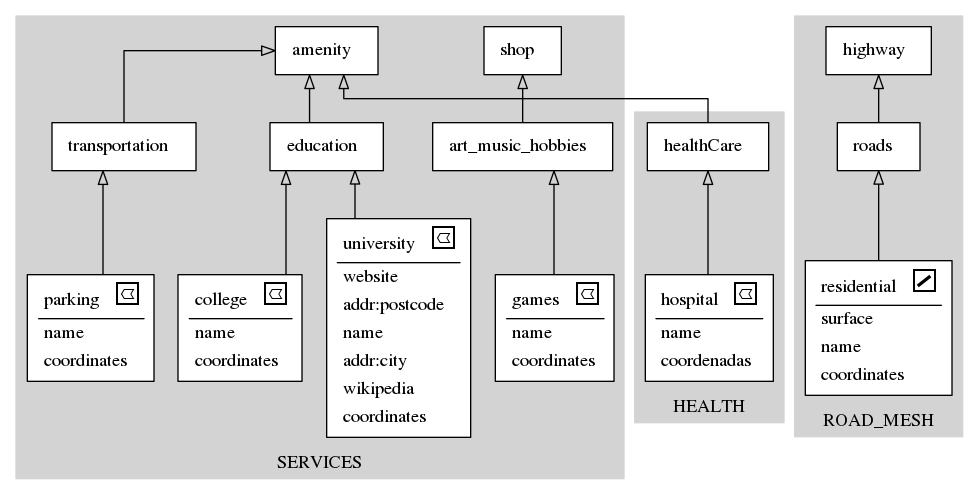 amenity
shop
highway
transportation
education
art_music_hobbies
healthCare
roads
university
website
addr:postcode
name
addr:city
wikipedia
coordinates
parking
name
coordinates
college
name
coordinates
games
name
coordinates
hospital
name
coordenadas
residential
surface
name
coordinates
SERVICES
HEALTH
ROAD_MESH